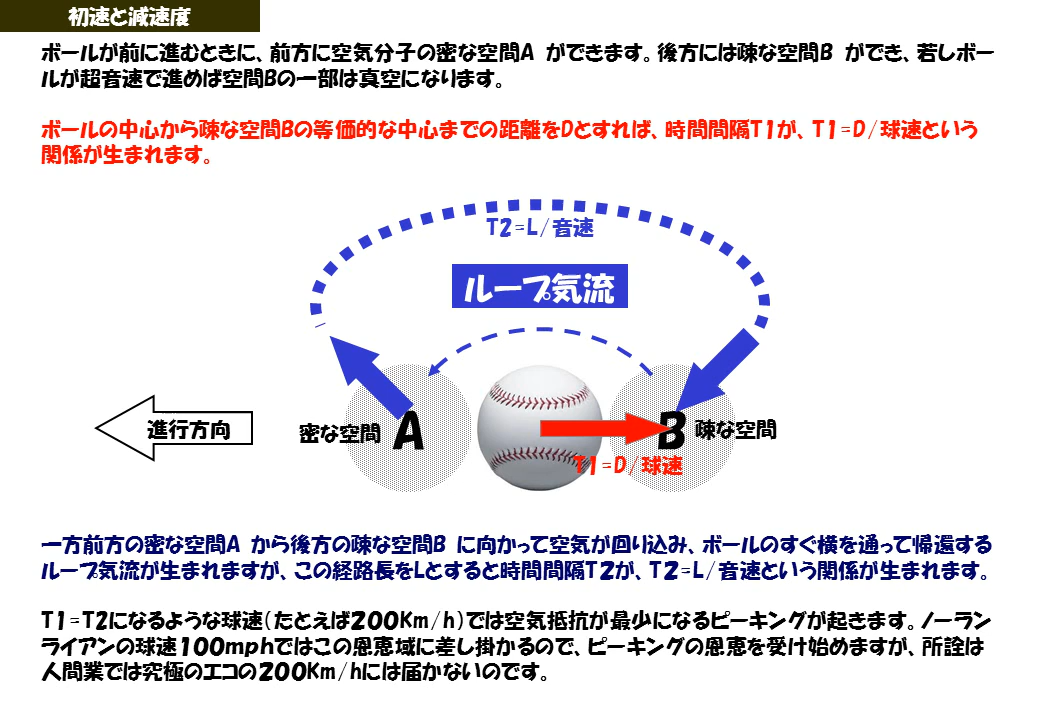 初速と減速度
ボールが前に進むときに、前方に空気分子の密な空間A ができます。後方には疎な空間B ができ、若しボー
ルが超音速で進めば空間Bの一部は真空になります。
ボールの中心から疎な空間Bの等価的な中心までの距離をDとすれば、時間間隔T1が、T1=D/球速という
関係が生まれます。
T2=L/音速
ループ気流
進行方向
密な空間
A
B
疎な空間
T1=D/球速
一方前方の密な空間A から後方の疎な空間B に向かって空気が回り込み、ボールのすぐ横を通って帰還する
ループ気流が生まれますが、この経路長をLとすると時間間隔T2が、T2=L/音速という関係が生まれます。
T1=T2になるような球速(たとえば200Km/h)では空気抵抗が最少になるピーキングが起きます。ノーラン
ライアンの球速100mphではこの恩恵域に差し掛かるので、ピーキングの恩恵を受け始めますが、所詮は
人間業では究極のエコの200Km/hには届かないのです。